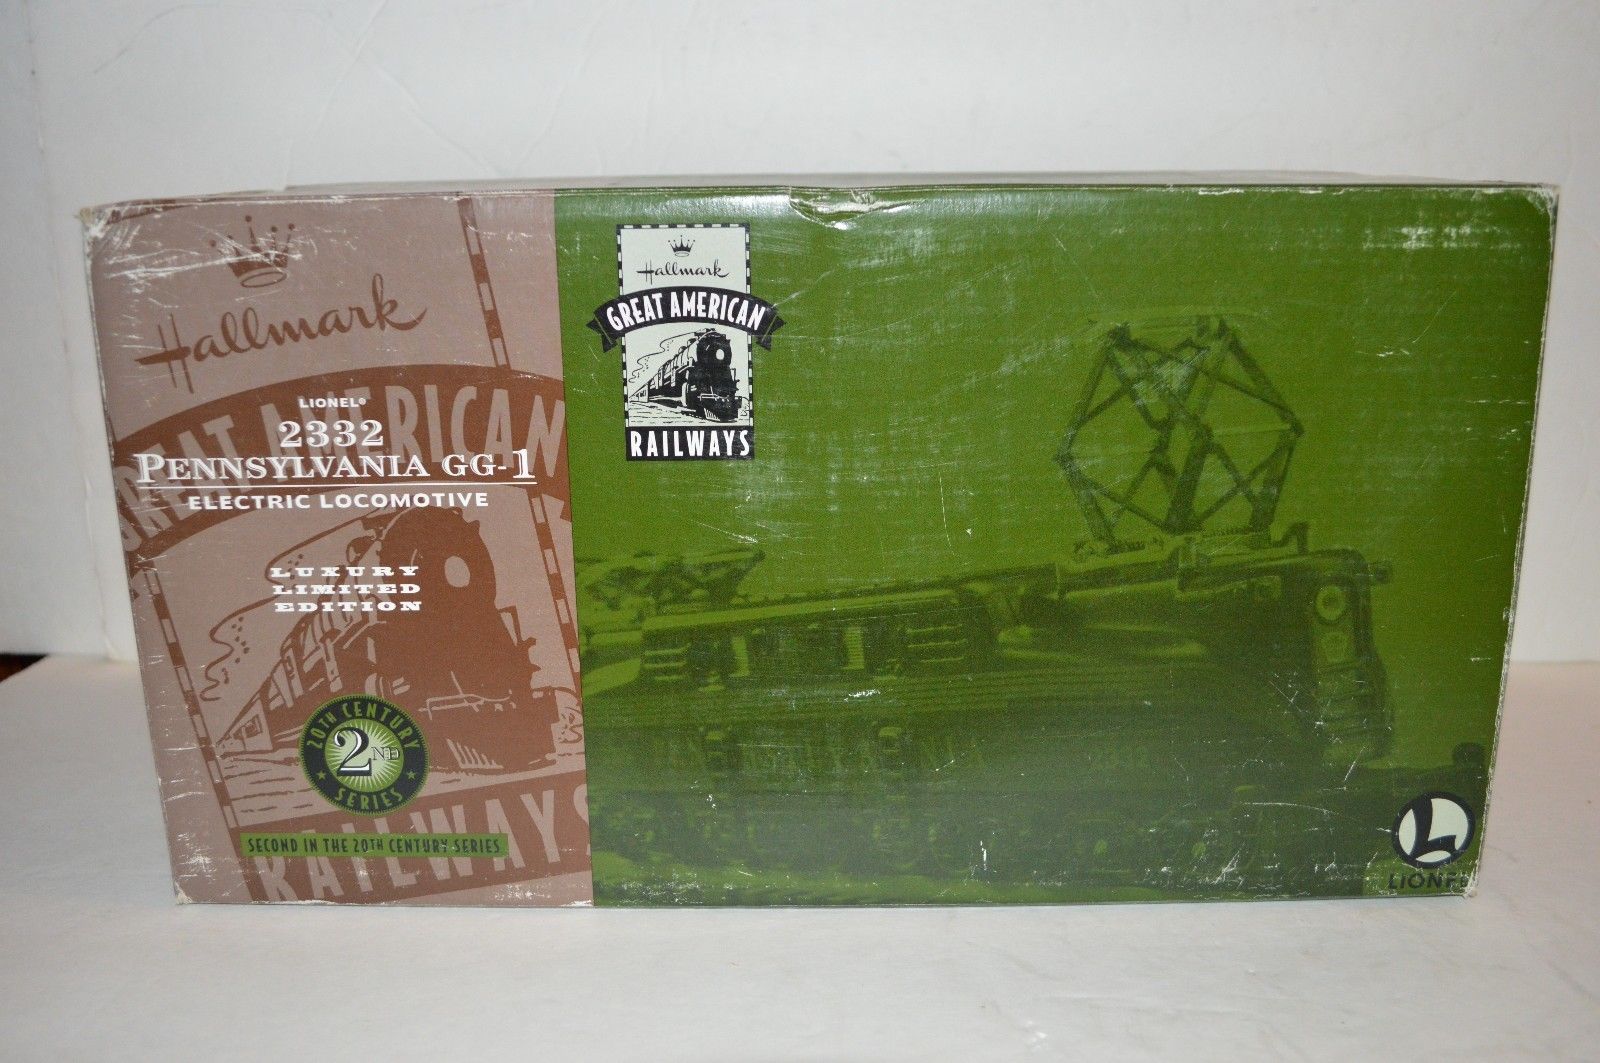 Hallmark
GREAT AMERICAN
RAILWAYS
LIONEL®
2332
PENNSYLVANIA GG-1
ELECTRIC LOCOMOTIVE
LUXURY
LIMITED
EDITION
20TH CENTURY
2ND
SERIES
SECOND IN THE 20TH CENTURY SERIES
Hallmark
GREAT AMERICAN
RAILWAYS
L
LIONEL